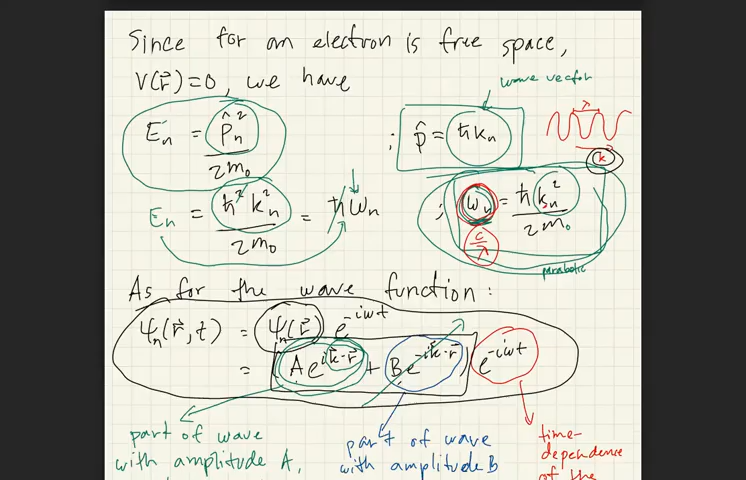 Since for an electron is free space,
V(r⃗)=0, we have
wave vector
Eₙ = p̂ₙ² / 2m₀ ; p̂ = ħkₙ
λ
k
Eₙ = ħ²kₙ² / 2m₀ = ħωₙ ; ωₙ = ħkₙ² / 2m₀
c/λ
parabolic
As for the wave function:
ψₙ(r⃗,t) = ψₙ(r⃗) e^{-iωt}
= (A e^{ik⃗·r⃗} + B e^{-ik⃗·r⃗}) e^{-iωt}
part of wave part of wave time-
with amplitude A, with amplitude B dependence
of the